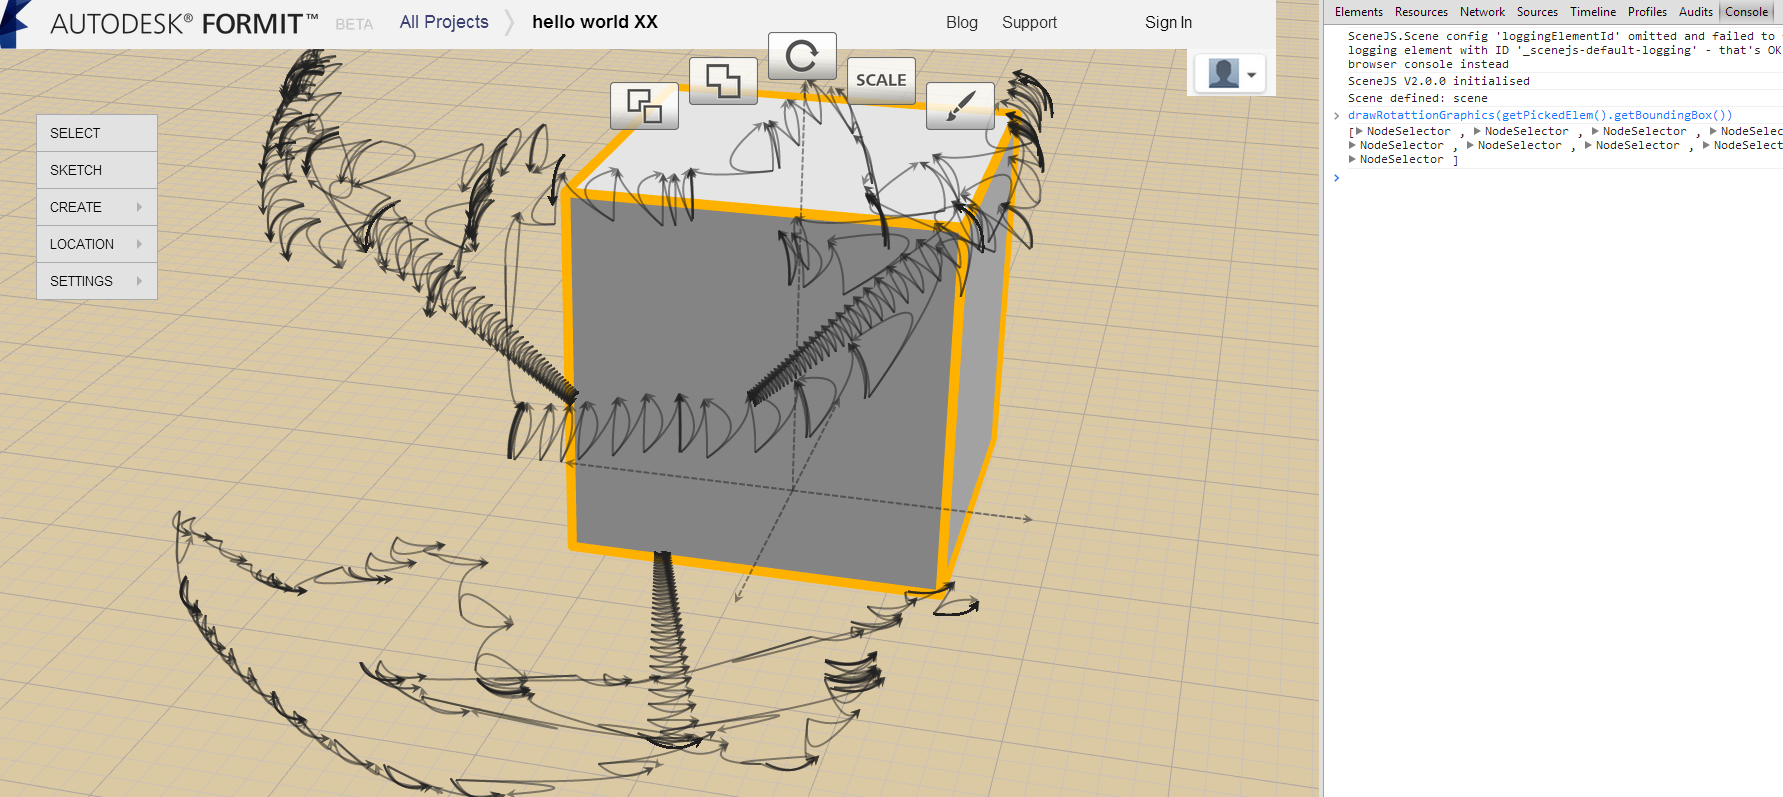 AUTODESK® FORMIT™ BETA All Projects hello world XX Blog Support Sign In
SCALE
SELECT
SKETCH
CREATE
LOCATION
SETTINGS
Elements Resources Network Sources Timeline Profiles Audits Console
SceneJS.Scene config 'loggingElementId' omitted and failed to
logging element with ID '_scenejs-default-logging' - that's OK
browser console instead
SceneJS V2.0.0 initialised
Scene defined: scene
drawRotattionGraphics(getPickedElem().getBoundingBox())
[▶ NodeSelector , ▶ NodeSelector , ▶ NodeSelector , ▶ NodeSelec
▶ NodeSelector , ▶ NodeSelector , ▶ NodeSelector , ▶ NodeSelect
▶ NodeSelector ]